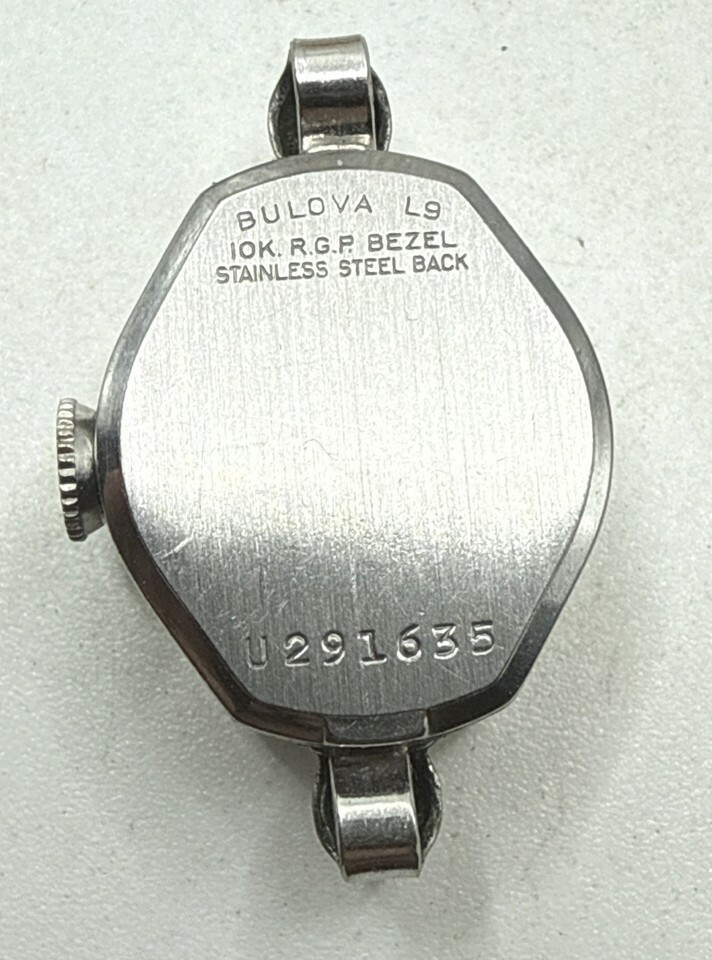 BULOVA L9
10K. R.G.P. BEZEL
STAINLESS STEEL BACK
U291635